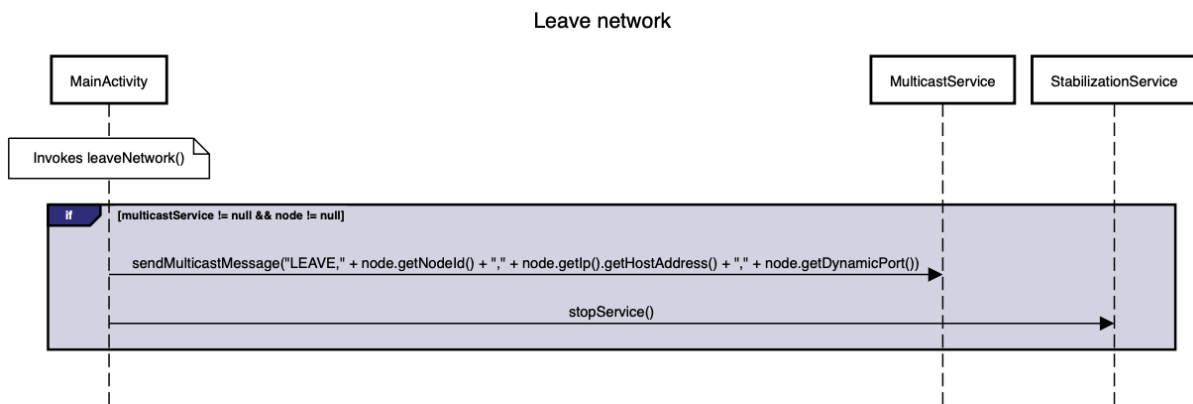 Leave network
MainActivity
MulticastService
StabilizationService
Invokes leaveNetwork()
if
[multicastService != null && node != null]
sendMulticastMessage("LEAVE," + node.getNodeId() + "," + node.getIp().getHostAddress() + "," + node.getDynamicPort())
stopService()